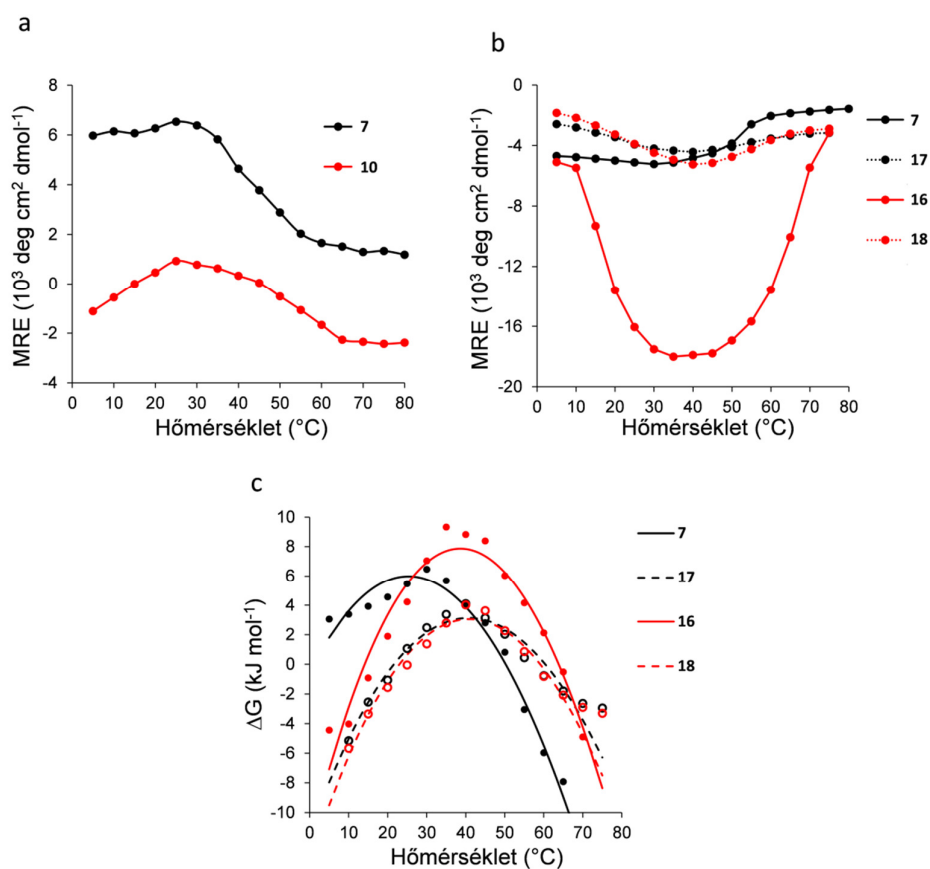 a
MRE (10³ deg cm² dmol⁻¹)
8
6
4
2
0
-2
-4
0 10 20 30 40 50 60 70 80
Hőmérséklet (°C)
7
10
b
MRE (10³ deg cm² dmol⁻¹)
0
-4
-8
-12
-16
-20
0 10 20 30 40 50 60 70 80
Hőmérséklet (°C)
7
17
16
18
c
ΔG (kJ mol⁻¹)
10
8
6
4
2
0
-2
-4
-6
-8
-10
0 10 20 30 40 50 60 70 80
Hőmérséklet (°C)
7
17
16
18